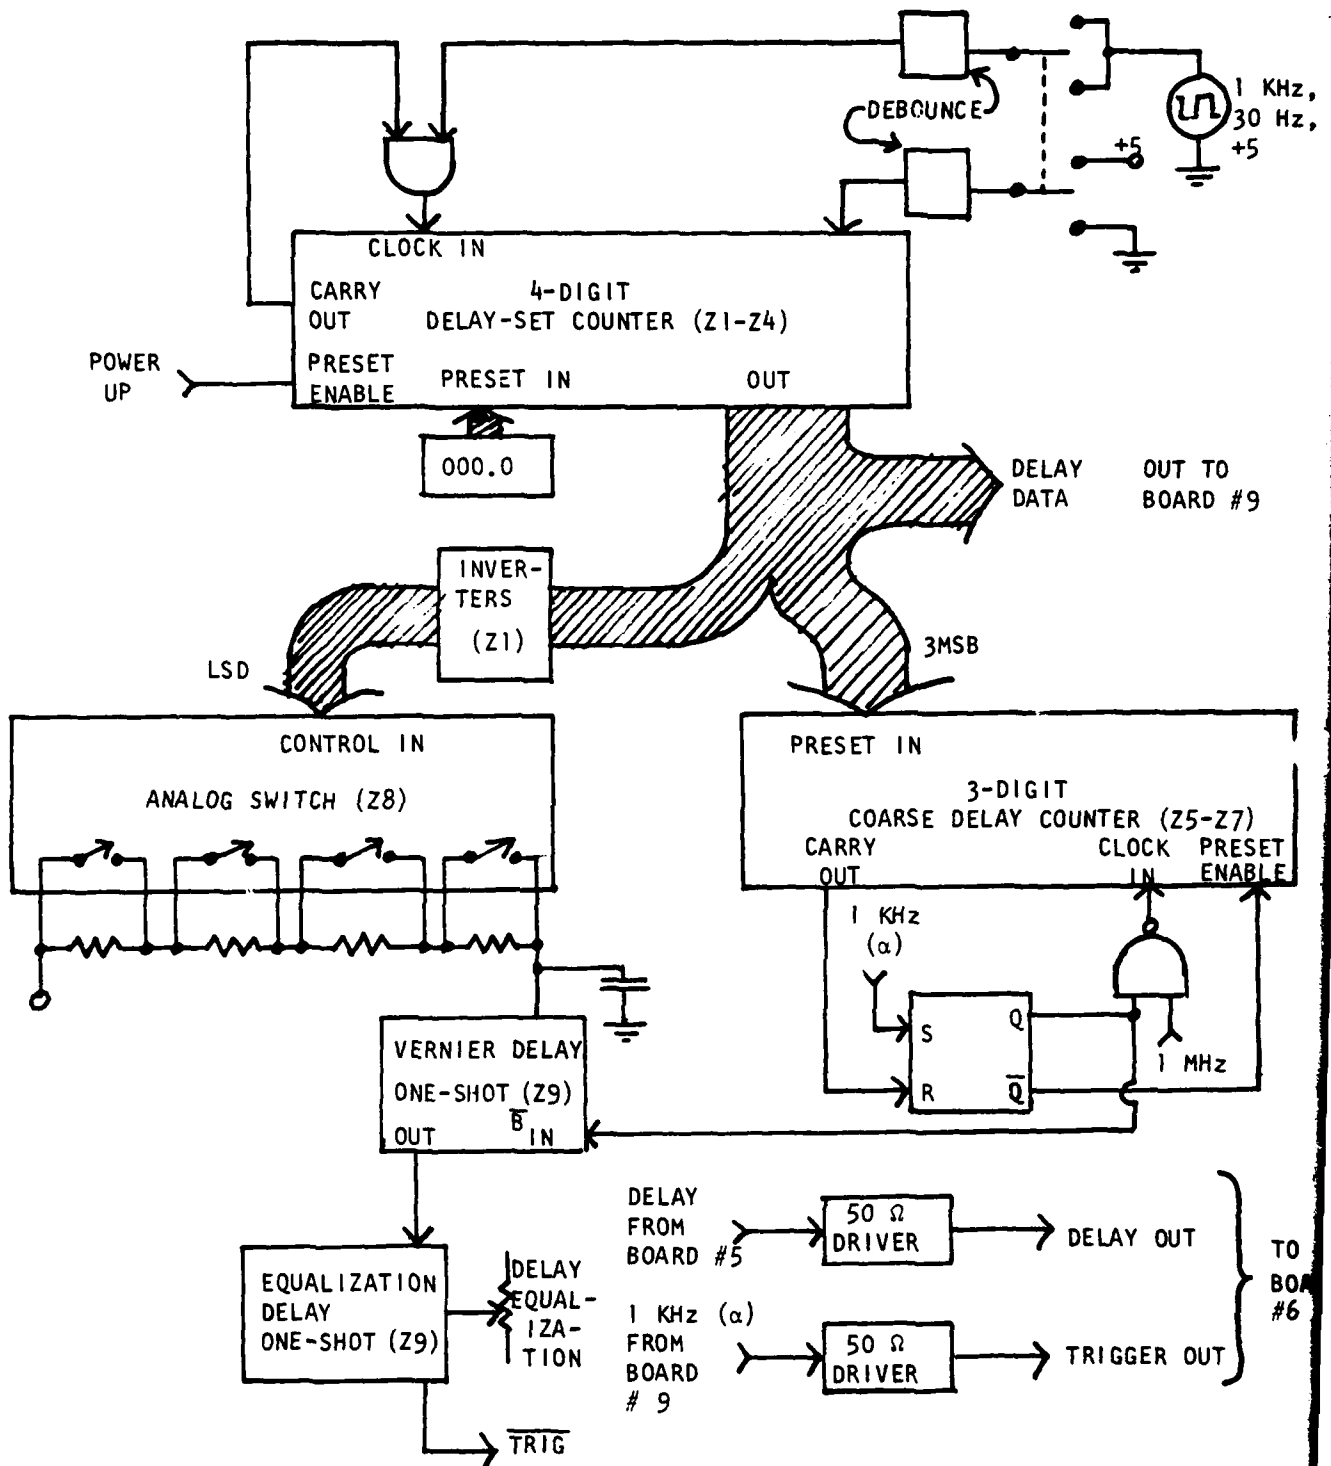 1 KHz,
30 Hz,
+5
DEBOUNCE
+5
CLOCK IN
CARRY
OUT
4-DIGIT
DELAY-SET COUNTER (Z1-Z4)
POWER
UP
PRESET
ENABLE
PRESET IN
OUT
000.0
DELAY
DATA
OUT TO
BOARD #9
INVER-
TERS
(Z1)
LSD
3MSB
CONTROL IN
ANALOG SWITCH (Z8)
PRESET IN
3-DIGIT
COARSE DELAY COUNTER (Z5-Z7)
CARRY
OUT
CLOCK
IN
PRESET
ENABLE
1 KHz
(α)
S
Q
R
Q̅
1 MHz
VERNIER DELAY
ONE-SHOT (Z9)
OUT
B̅ IN
EQUALIZATION
DELAY
ONE-SHOT (Z9)
DELAY
EQUAL-
IZA-
TION
T̅R̅I̅G̅
DELAY
FROM
BOARD #5
50 Ω
DRIVER
DELAY OUT
1 KHz (α)
FROM
BOARD
# 9
50 Ω
DRIVER
TRIGGER OUT
TO
#6